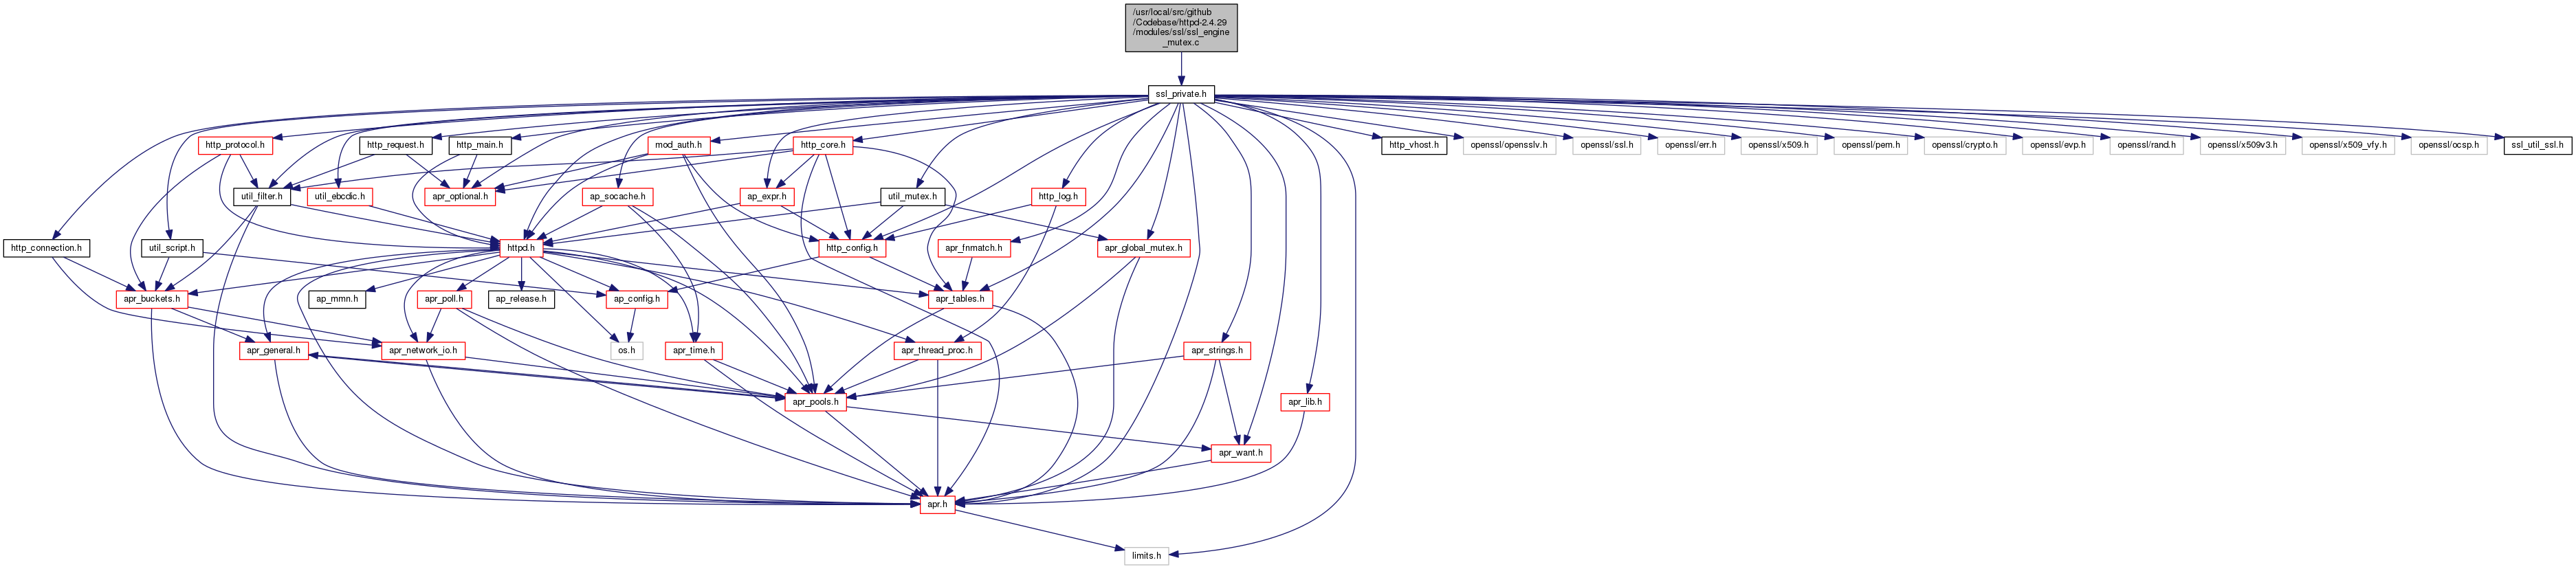 /usr/local/src/github
/Codebase/httpd-2.4.29
/modules/ssl/ssl_engine
_mutex.c
ssl_private.h
http_protocol.h
http_request.h
http_main.h
mod_auth.h
http_core.h
http_vhost.h
openssl/opensslv.h
openssl/ssl.h
openssl/err.h
openssl/x509.h
openssl/pem.h
openssl/crypto.h
openssl/evp.h
openssl/rand.h
openssl/x509v3.h
openssl/x509_vfy.h
openssl/ocsp.h
ssl_util_ssl.h
util_filter.h
util_ebcdic.h
apr_optional.h
ap_socache.h
ap_expr.h
util_mutex.h
http_log.h
http_connection.h
util_script.h
httpd.h
http_config.h
apr_fnmatch.h
apr_global_mutex.h
apr_buckets.h
ap_mmn.h
apr_poll.h
ap_release.h
ap_config.h
apr_tables.h
apr_general.h
apr_network_io.h
os.h
apr_time.h
apr_thread_proc.h
apr_strings.h
apr_pools.h
apr_lib.h
apr_want.h
apr.h
limits.h